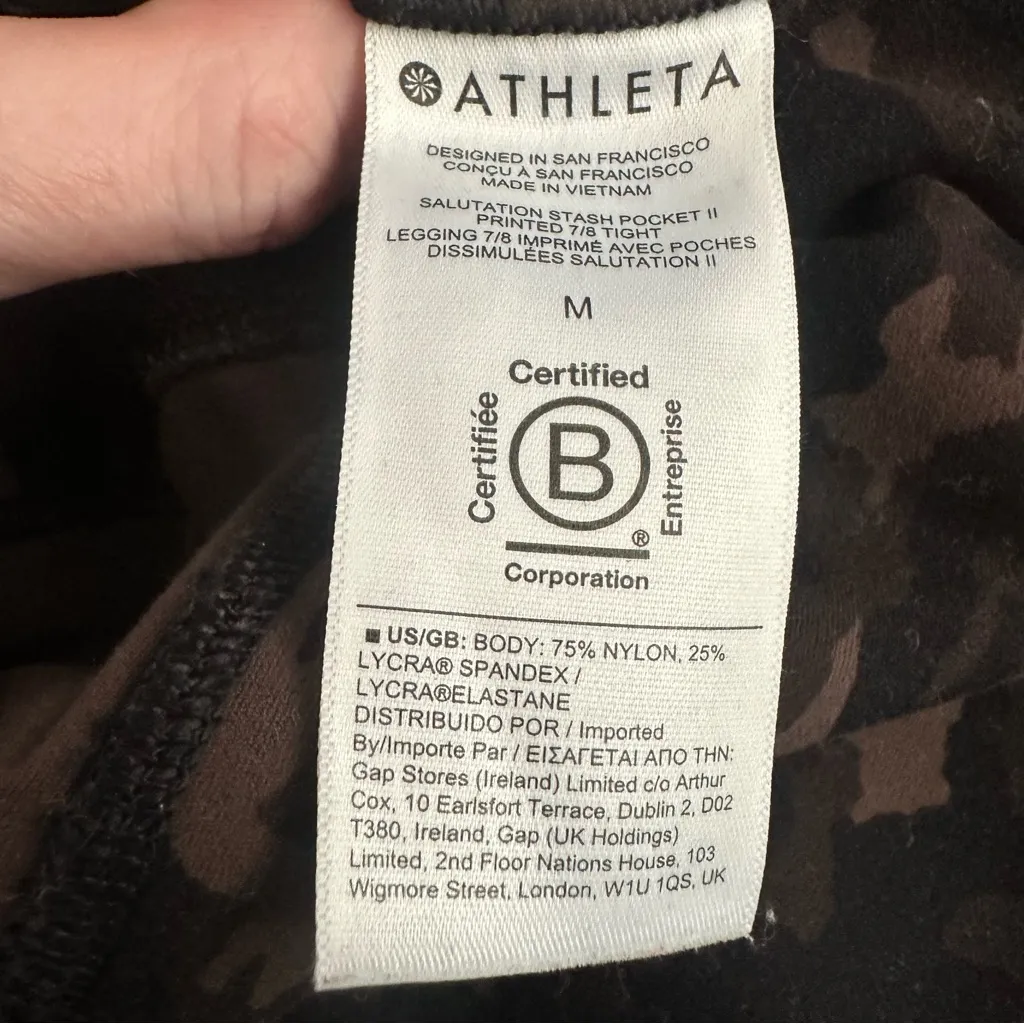 ATHLETA
DESIGNED IN SAN FRANCISCO
CONÇU À SAN FRANCISCO
MADE IN VIETNAM
SALUTATION STASH POCKET II
PRINTED 7/8 TIGHT
LEGGING 7/8 IMPRIMÉ AVEC POCHES
DISSIMULÉES SALUTATION II
M
Certified
Certifiée
B
Entreprise
®
Corporation
■ US/GB: BODY: 75% NYLON, 25%
LYCRA® SPANDEX /
LYCRA®ELASTANE
DISTRIBUIDO POR / Imported
By/Importe Par / ΕΙΣΑΓΕΤΑΙ ΑΠΟ ΤΗΝ:
Gap Stores (Ireland) Limited c/o Arthur
Cox, 10 Earlsfort Terrace, Dublin 2, D02
T380, Ireland, Gap (UK Holdings)
Limited, 2nd Floor Nations House, 103
Wigmore Street, London, W1U 1QS, UK